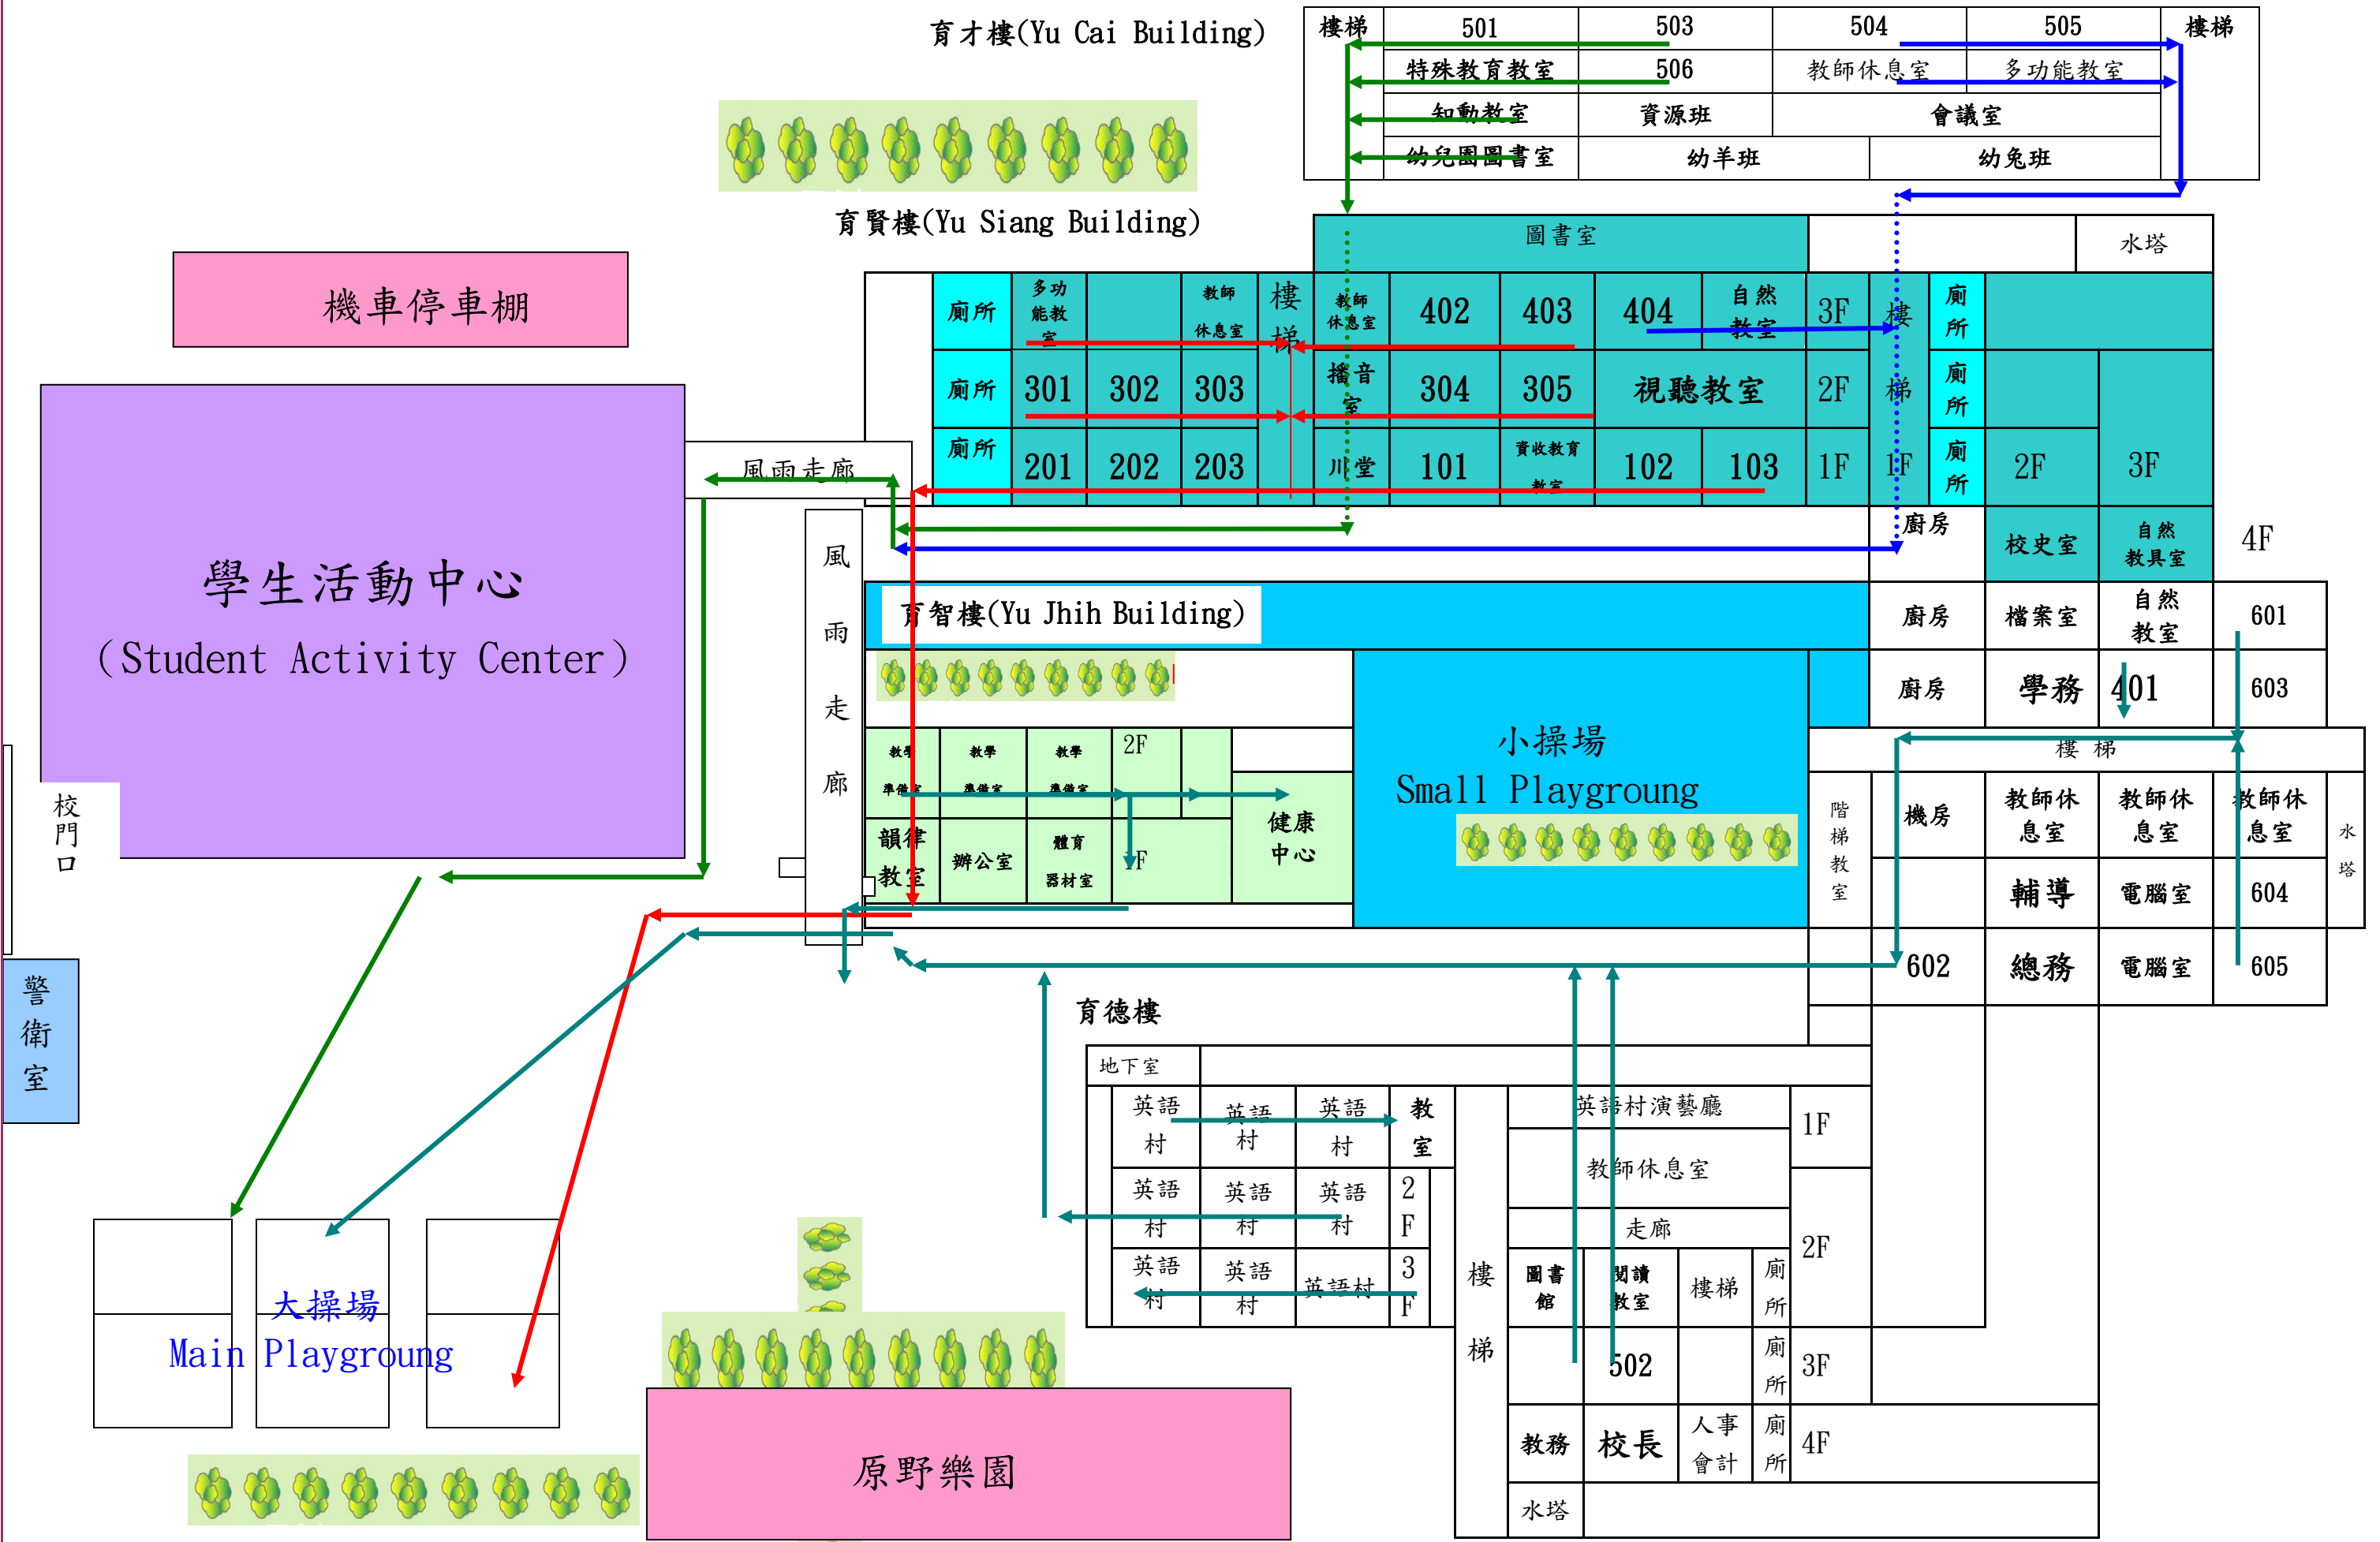 育才樓(Yu Cai Building)
樓梯 501 503 504 505 樓梯
特殊教育教室 506 教師休息室 多功能教室
知動教室 資源班 會議室
幼兒園圖書室 幼羊班 幼兔班
育賢樓(Yu Siang Building)
圖書室 水塔
機車停車棚
廁所 多功能教室 教師休息室 樓梯 教師休息室 402 403 404 自然教室 3F 樓梯 廁所
廁所 301 302 303 播音室 304 305 視聽教室 2F 廁所
廁所 201 202 203 川堂 101 資收教育教室 102 103 1F 1F 廁所 2F 3F
風雨走廊
學生活動中心
(Student Activity Center)
風雨走廊
廚房 校史室 自然教具室 4F
育智樓(Yu Jhih Building)
廚房 檔案室 自然教室 601
廚房 學務 401 603
樓 梯
小操場
Small Playgroung
教學準備室 教學準備室 教學準備室 2F
韻律教室 辦公室 體育器材室 1F
健康中心
階梯教室 機房 教師休息室 教師休息室 教師休息室 水塔
輔導 電腦室 604
602 總務 電腦室 605
校門口
警衛室
育德樓
地下室
英語村 英語村 英語村 教室
英語村 英語村 英語村 2F
英語村 英語村 英語村 3F
樓梯
英語村演藝廳 1F
教師休息室
走廊 2F
圖書館 閱讀教室 樓梯 廁所
502 廁所 3F
教務 校長 人事會計 廁所 4F
水塔
大操場
Main Playgroung
原野樂園